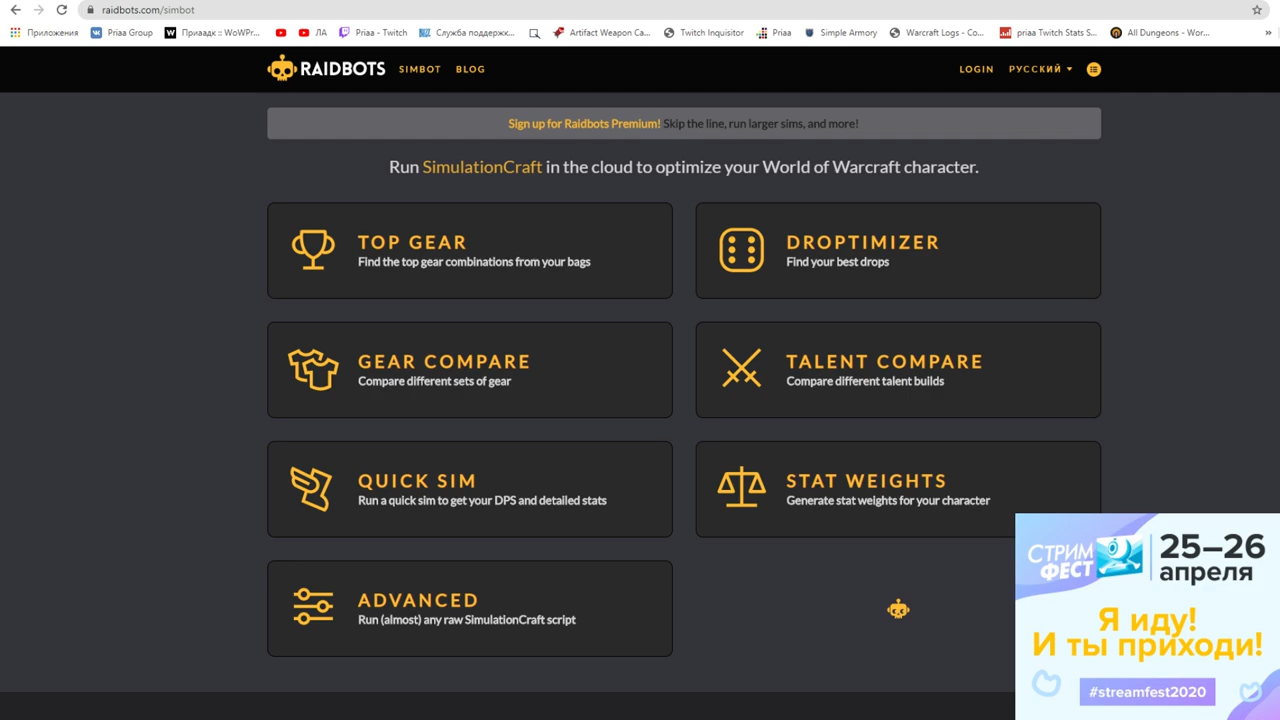 raidbots.com/simbot
Приложения
Priaa Group
Приаадк :: WoWPr...
ЛА
Priaa - Twitch
Служба поддержк...
Artifact Weapon Ca...
Twitch Inquisitor
Priaa
Simple Armory
Warcraft Logs - Co...
priaa Twitch Stats S...
All Dungeons - Wor...
»
RAIDBOTS
SIMBOT
BLOG
LOGIN
РУССКИЙ
Sign up for Raidbots Premium! Skip the line, run larger sims, and more!
Run SimulationCraft in the cloud to optimize your World of Warcraft character.
TOP GEAR
Find the top gear combinations from your bags
DROPTIMIZER
Find your best drops
GEAR COMPARE
Compare different sets of gear
TALENT COMPARE
Compare different talent builds
QUICK SIM
Run a quick sim to get your DPS and detailed stats
STAT WEIGHTS
Generate stat weights for your character
ADVANCED
Run (almost) any raw SimulationCraft script
СТРИМ
ФЕСТ
25–26
апреля
Я иду!
И ты приходи!
#streamfest2020